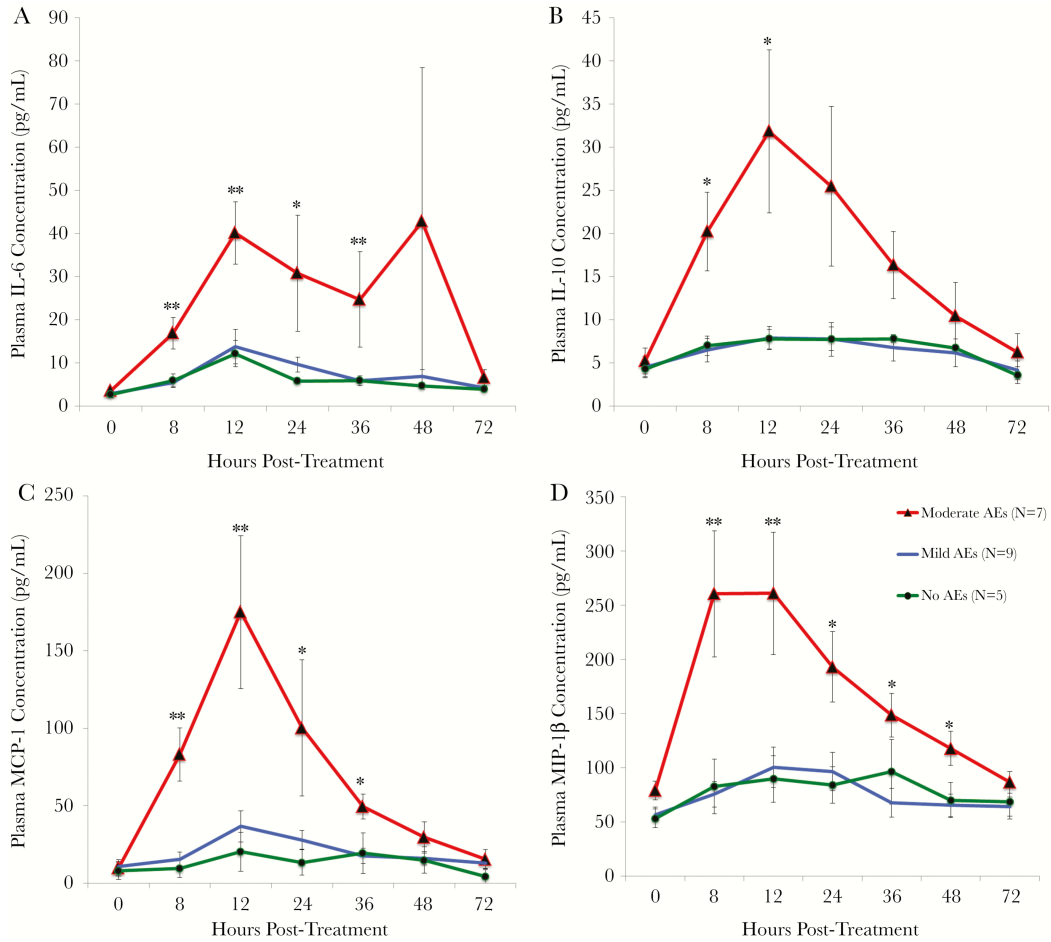 A
Plasma IL-6 Concentration (pg/mL)
90
80
70
60
50
40
30
20
10
0
**
**
*
**
0 8 12 24 36 48 72
Hours Post-Treatment
B
Plasma IL-10 Concentration (pg/mL)
45
40
35
30
25
20
15
10
5
0
*
*
0 8 12 24 36 48 72
Hours Post-Treatment
C
Plasma MCP-1 Concentration (pg/mL)
250
200
150
100
50
0
**
**
*
*
0 8 12 24 36 48 72
Hours Post-Treatment
D
Plasma MIP-1β Concentration (pg/mL)
350
300
250
200
150
100
50
0
**
**
*
*
*
Moderate AEs (N=7)
Mild AEs (N=9)
No AEs (N=5)
0 8 12 24 36 48 72
Hours Post-Treatment